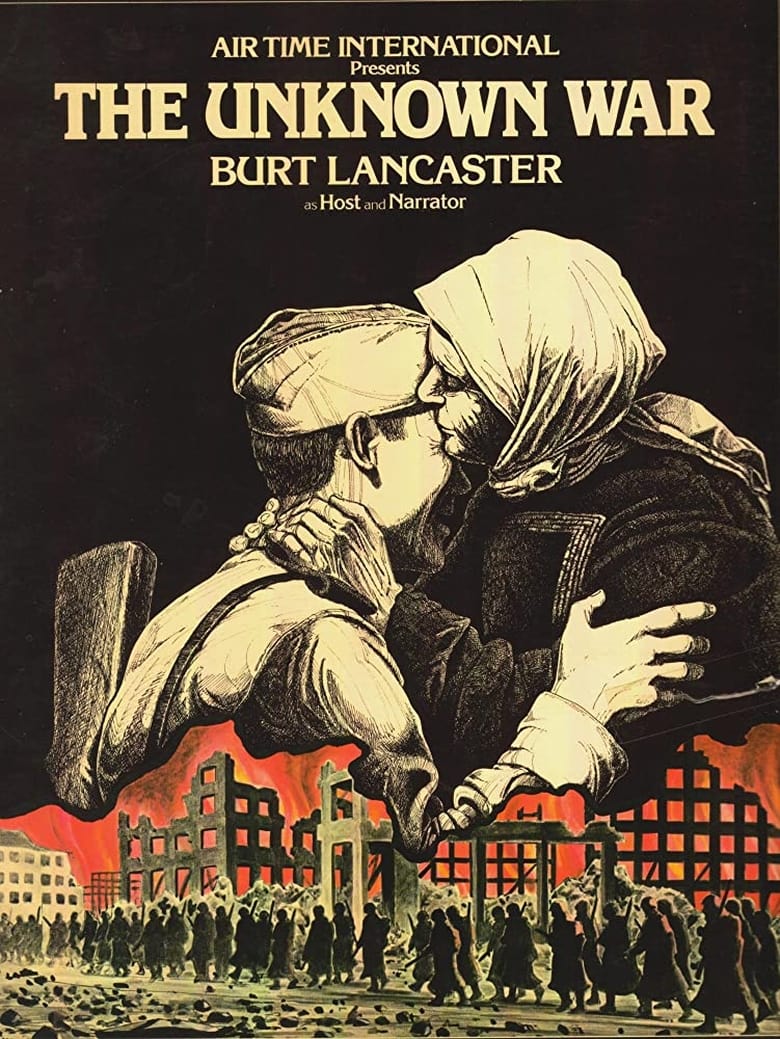 AIR TIME INTERNATIONAL
Presents
THE UNKNOWN WAR
BURT LANCASTER
as Host and Narrator